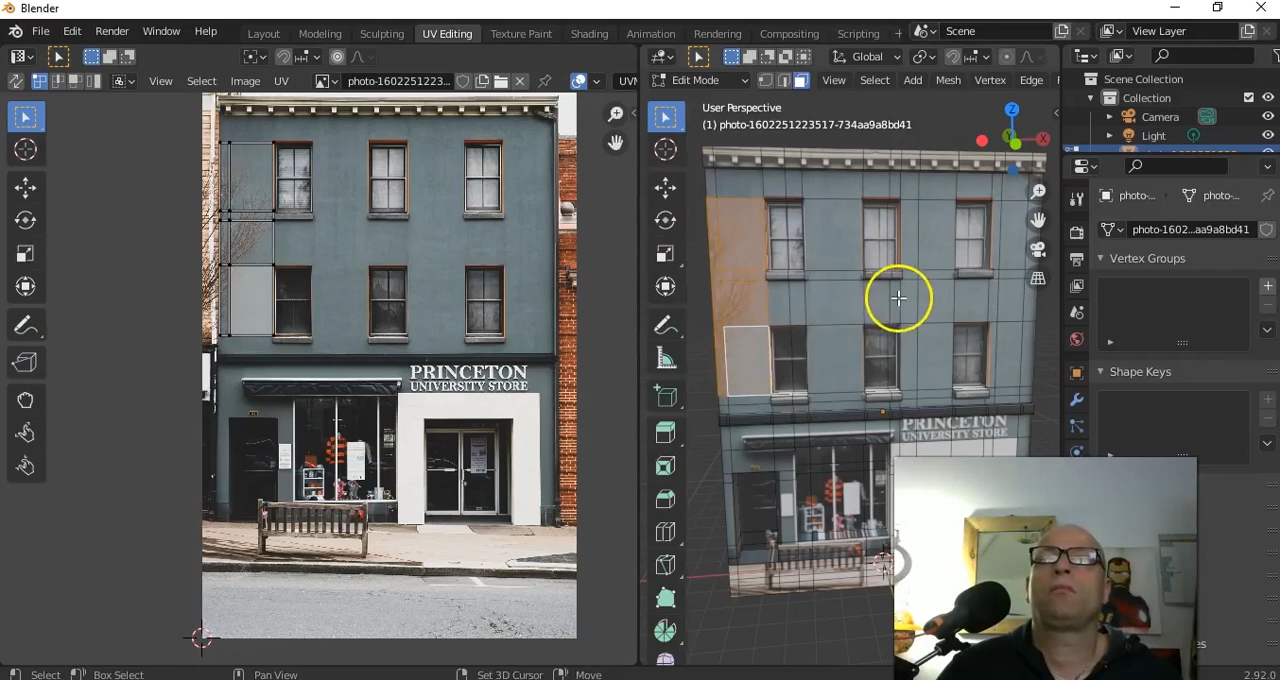 Blender
File Edit Render Window Help
Layout Modeling Sculpting UV Editing Texture Paint Shading Animation Rendering Compositing Scripting
Scene
View Layer
View Select Image UV
photo-1602251223...
UVM
Global
Edit Mode
View Select Add Mesh Vertex Edge
User Perspective
(1) photo-1602251223517-734aa9a8bd41
Z
X
Scene Collection
Collection
Camera
Light
photo-...
photo-...
photo-1602...aa9a8bd41
Vertex Groups
Shape Keys
PRINCETON
UNIVERSITY STORE
PRINCETON
UNIVERSITY STORE
Select
Box Select
Pan View
Set 3D Cursor
Move
2.92.0